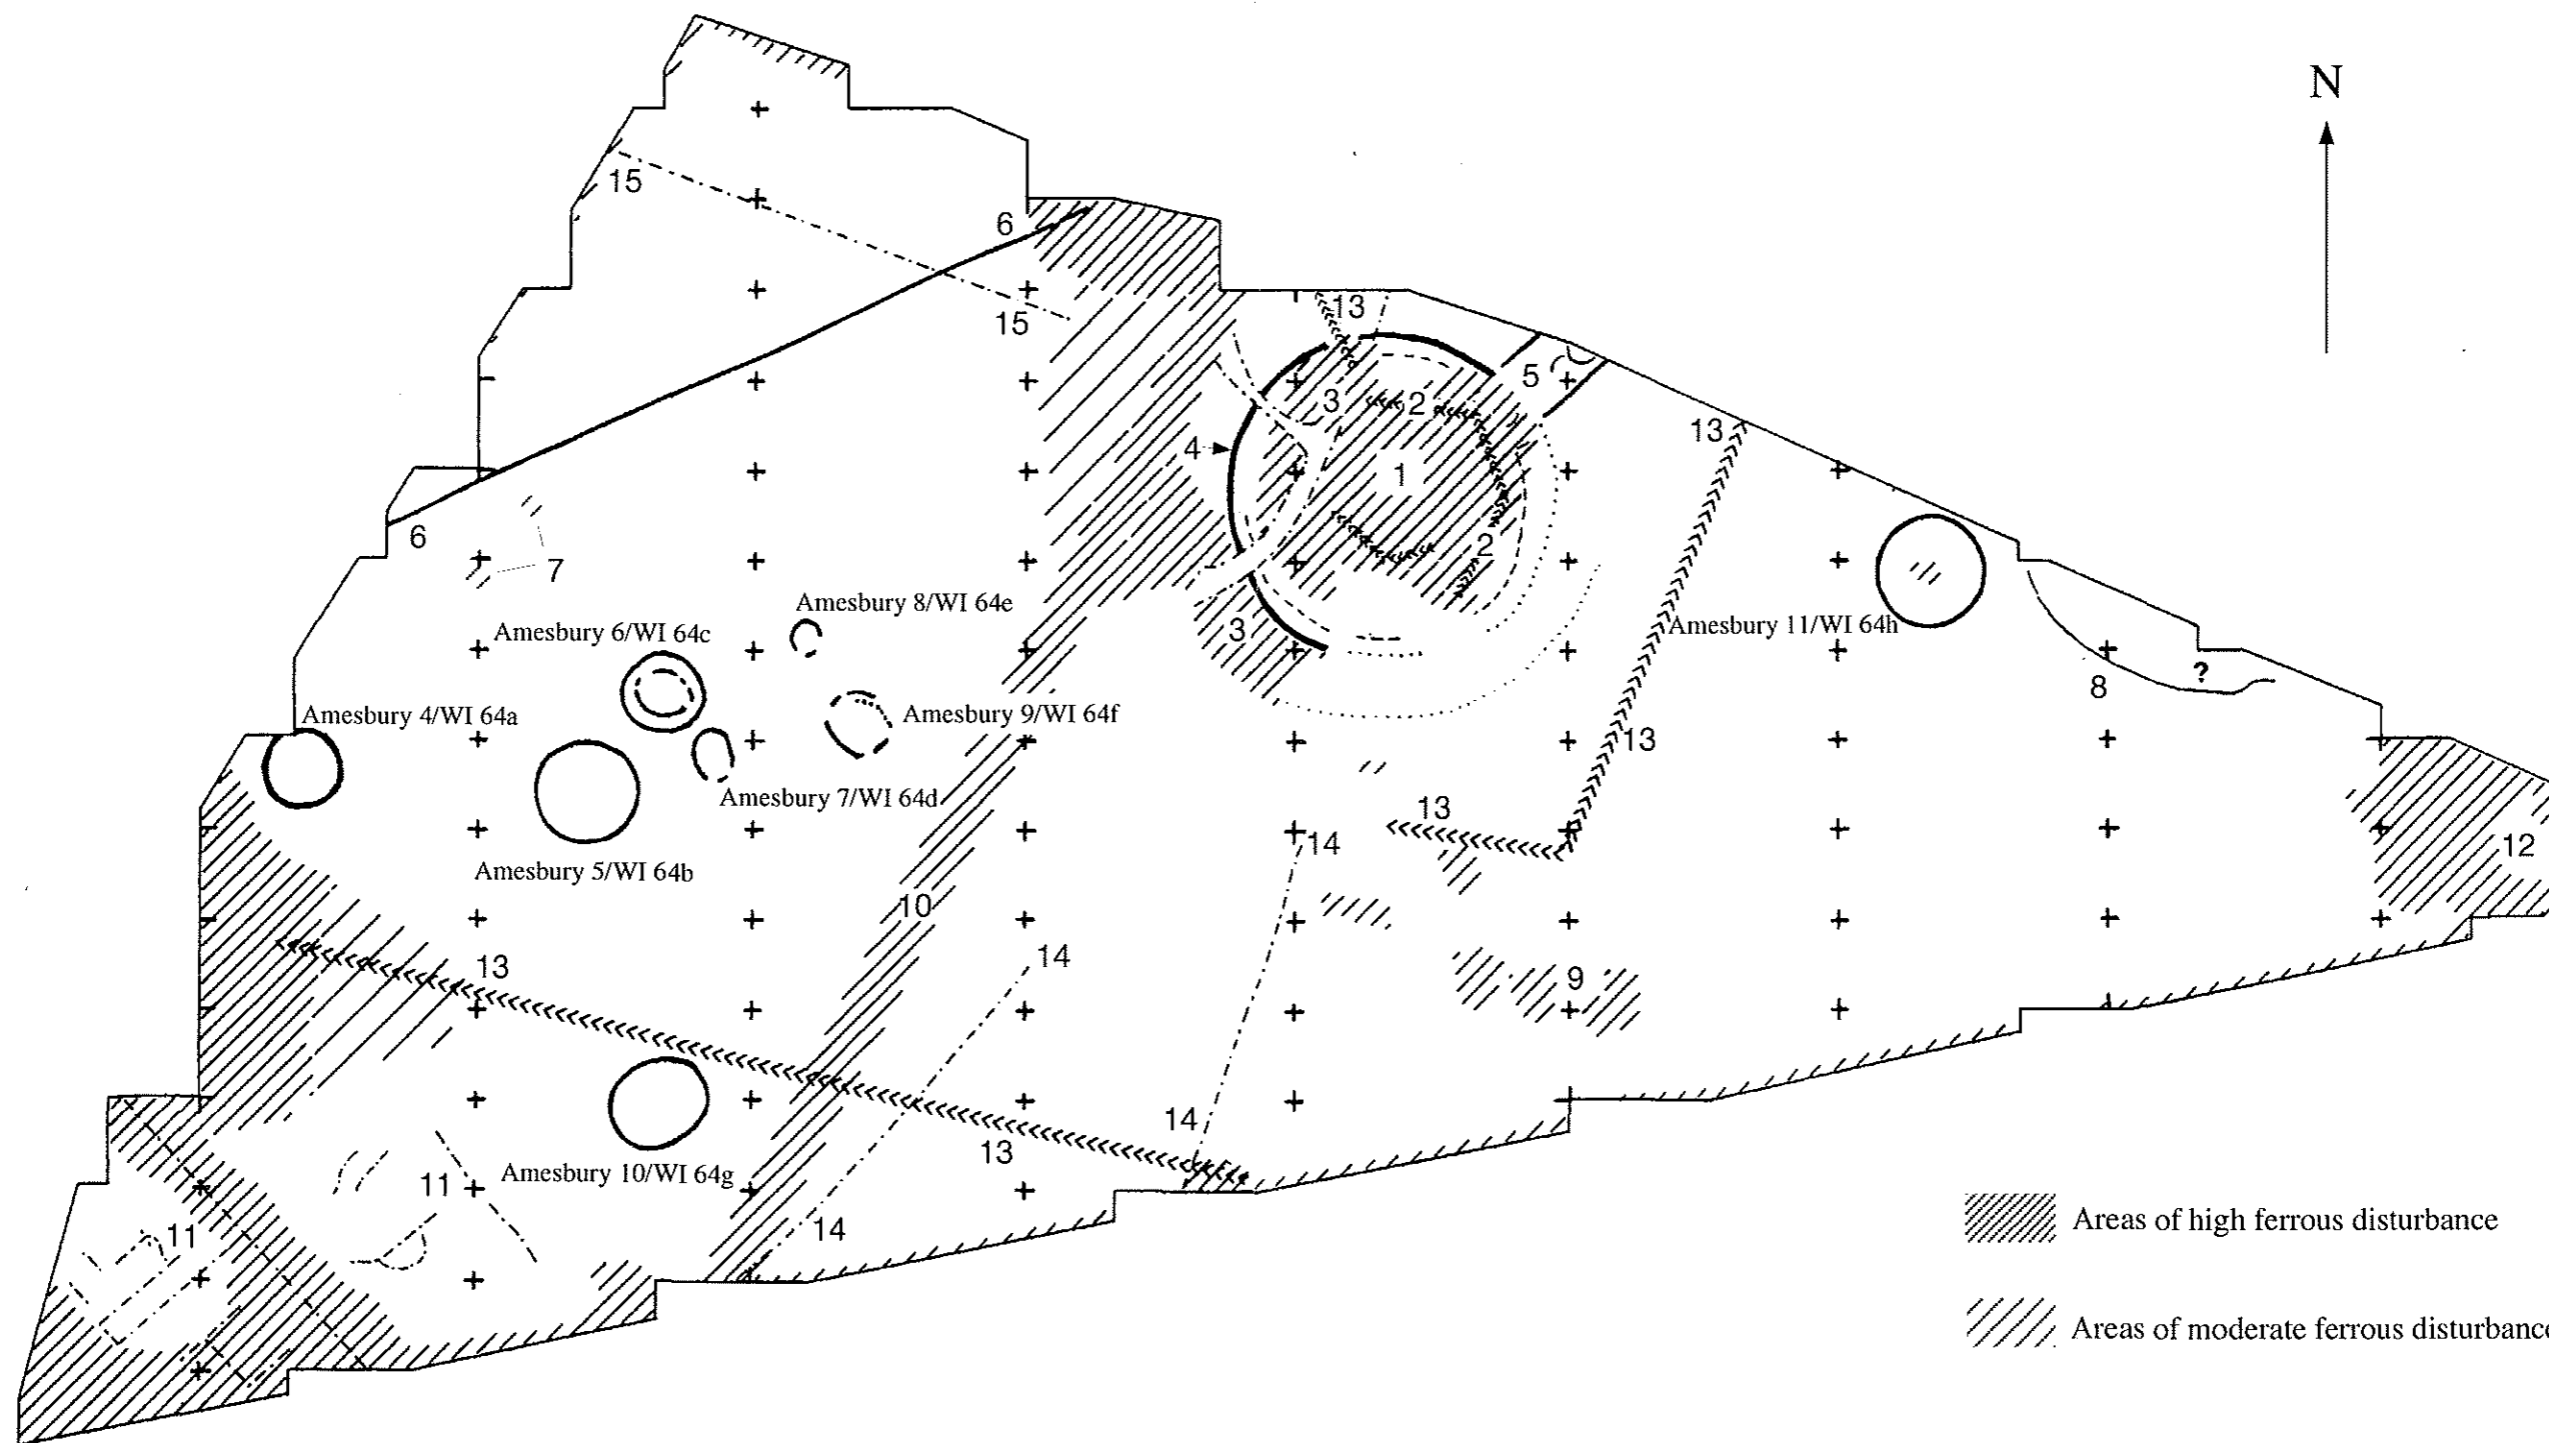 N
15
6
15
13
5
3
2
4
13
1
6
2
7
Amesbury 8/WI 64e
Amesbury 6/WI 64c
3
Amesbury 11/WI 64h
?
8
Amesbury 4/WI 64a
Amesbury 9/WI 64f
13
Amesbury 7/WI 64d
13
14
12
Amesbury 5/WI 64b
10
14
13
9
14
13
Amesbury 10/WI 64g
11
11
14
Areas of high ferrous disturbance
Areas of moderate ferrous disturbance